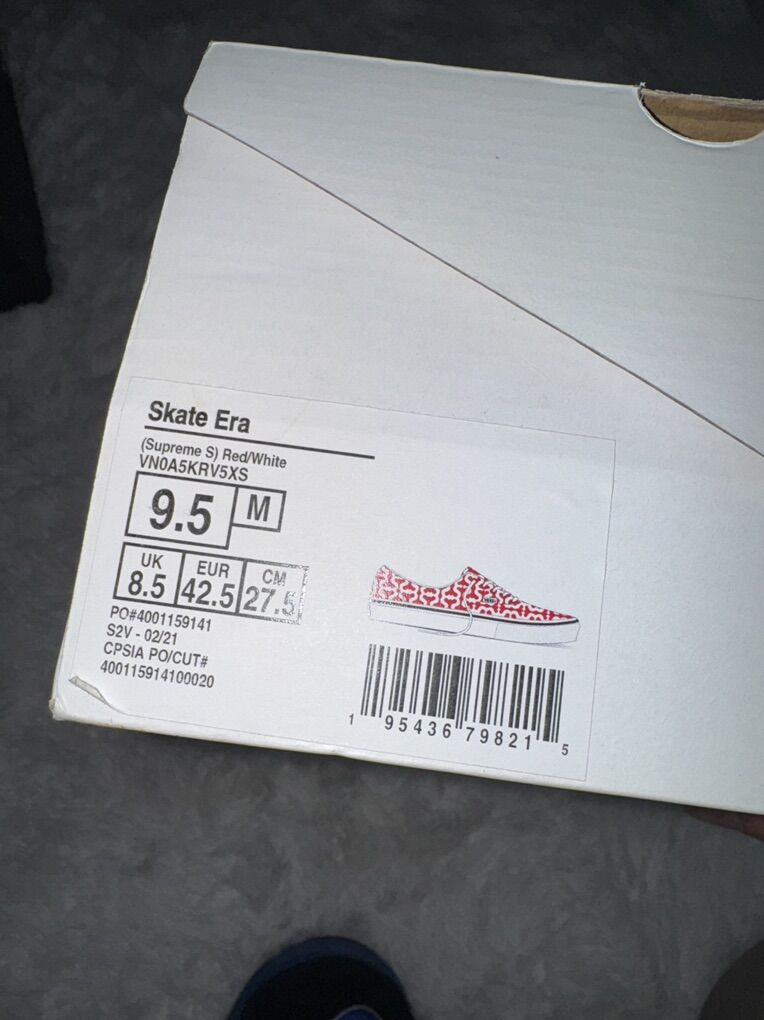 Skate Era
(Supreme S) Red/White
VN0A5KRV5XS
9.5 M
UK EUR CM
8.5 42.5 27.5
PO#4001159141
S2V - 02/21
CPSIA PO/CUT#
400115914100020
1 95436 79821 5